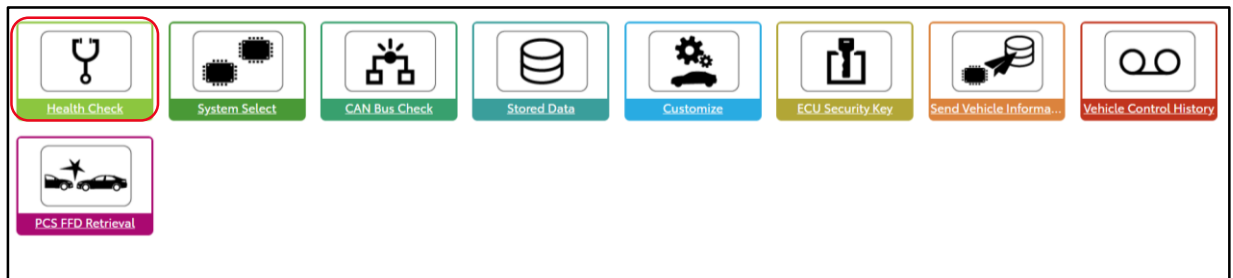 Health Check
System Select
CAN Bus Check
Stored Data
Customize
ECU Security Key
Send Vehicle Informa...
Vehicle Control History
PCS FFD Retrieval